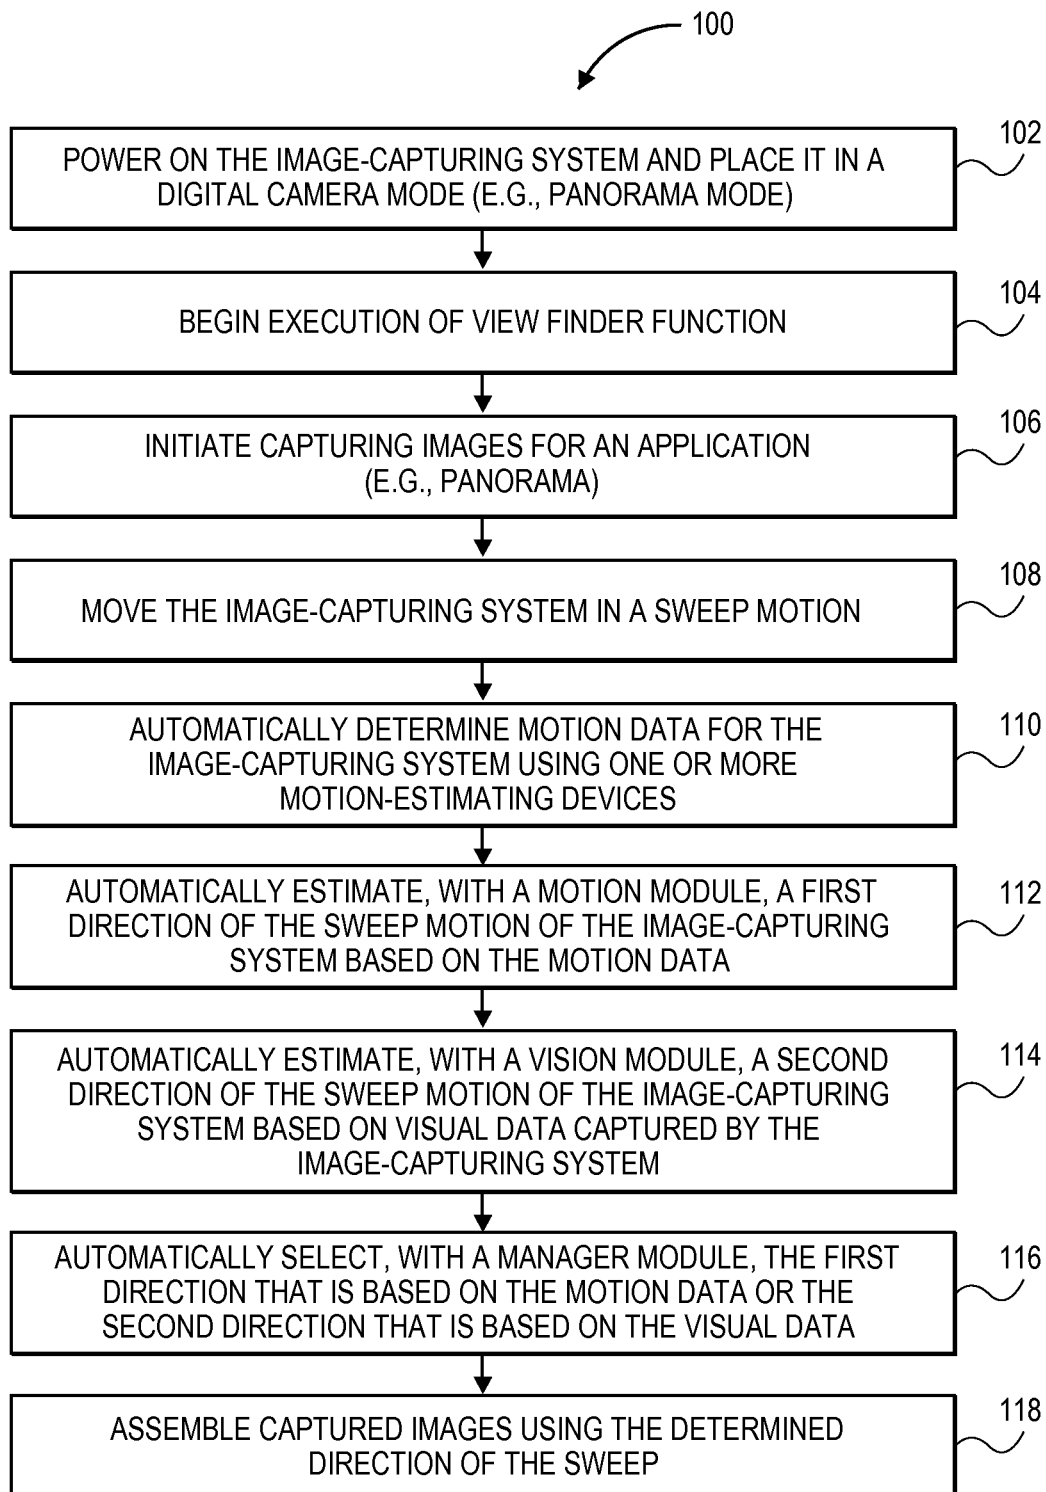 100
POWER ON THE IMAGE-CAPTURING SYSTEM AND PLACE IT IN A
DIGITAL CAMERA MODE (E.G., PANORAMA MODE)
102
BEGIN EXECUTION OF VIEW FINDER FUNCTION
104
INITIATE CAPTURING IMAGES FOR AN APPLICATION
(E.G., PANORAMA)
106
MOVE THE IMAGE-CAPTURING SYSTEM IN A SWEEP MOTION
108
AUTOMATICALLY DETERMINE MOTION DATA FOR THE
IMAGE-CAPTURING SYSTEM USING ONE OR MORE
MOTION-ESTIMATING DEVICES
110
AUTOMATICALLY ESTIMATE, WITH A MOTION MODULE, A FIRST
DIRECTION OF THE SWEEP MOTION OF THE IMAGE-CAPTURING
SYSTEM BASED ON THE MOTION DATA
112
AUTOMATICALLY ESTIMATE, WITH A VISION MODULE, A SECOND
DIRECTION OF THE SWEEP MOTION OF THE IMAGE-CAPTURING
SYSTEM BASED ON VISUAL DATA CAPTURED BY THE
IMAGE-CAPTURING SYSTEM
114
AUTOMATICALLY SELECT, WITH A MANAGER MODULE, THE FIRST
DIRECTION THAT IS BASED ON THE MOTION DATA OR THE
SECOND DIRECTION THAT IS BASED ON THE VISUAL DATA
116
ASSEMBLE CAPTURED IMAGES USING THE DETERMINED
DIRECTION OF THE SWEEP
118